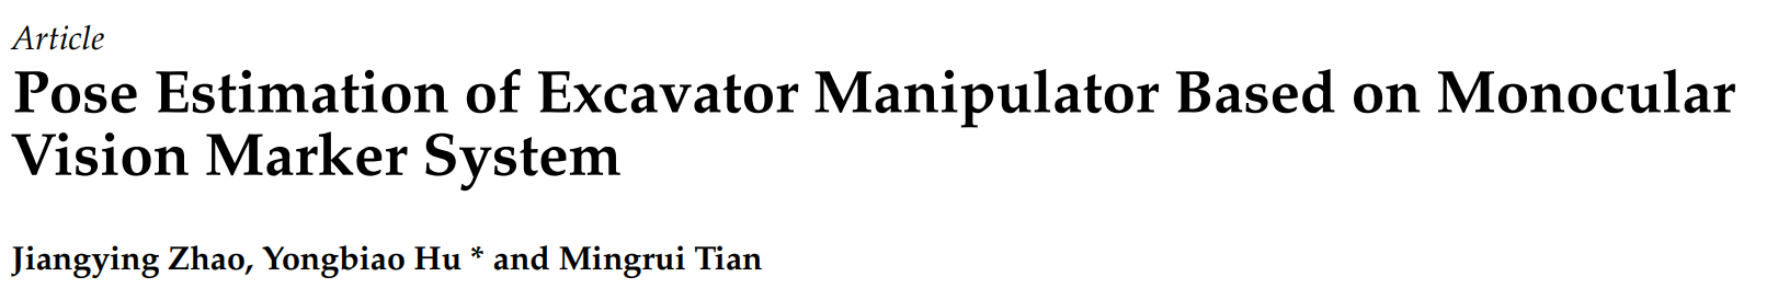 Article
Pose Estimation of Excavator Manipulator Based on Monocular
Vision Marker System
Jiangying Zhao, Yongbiao Hu * and Mingrui Tian